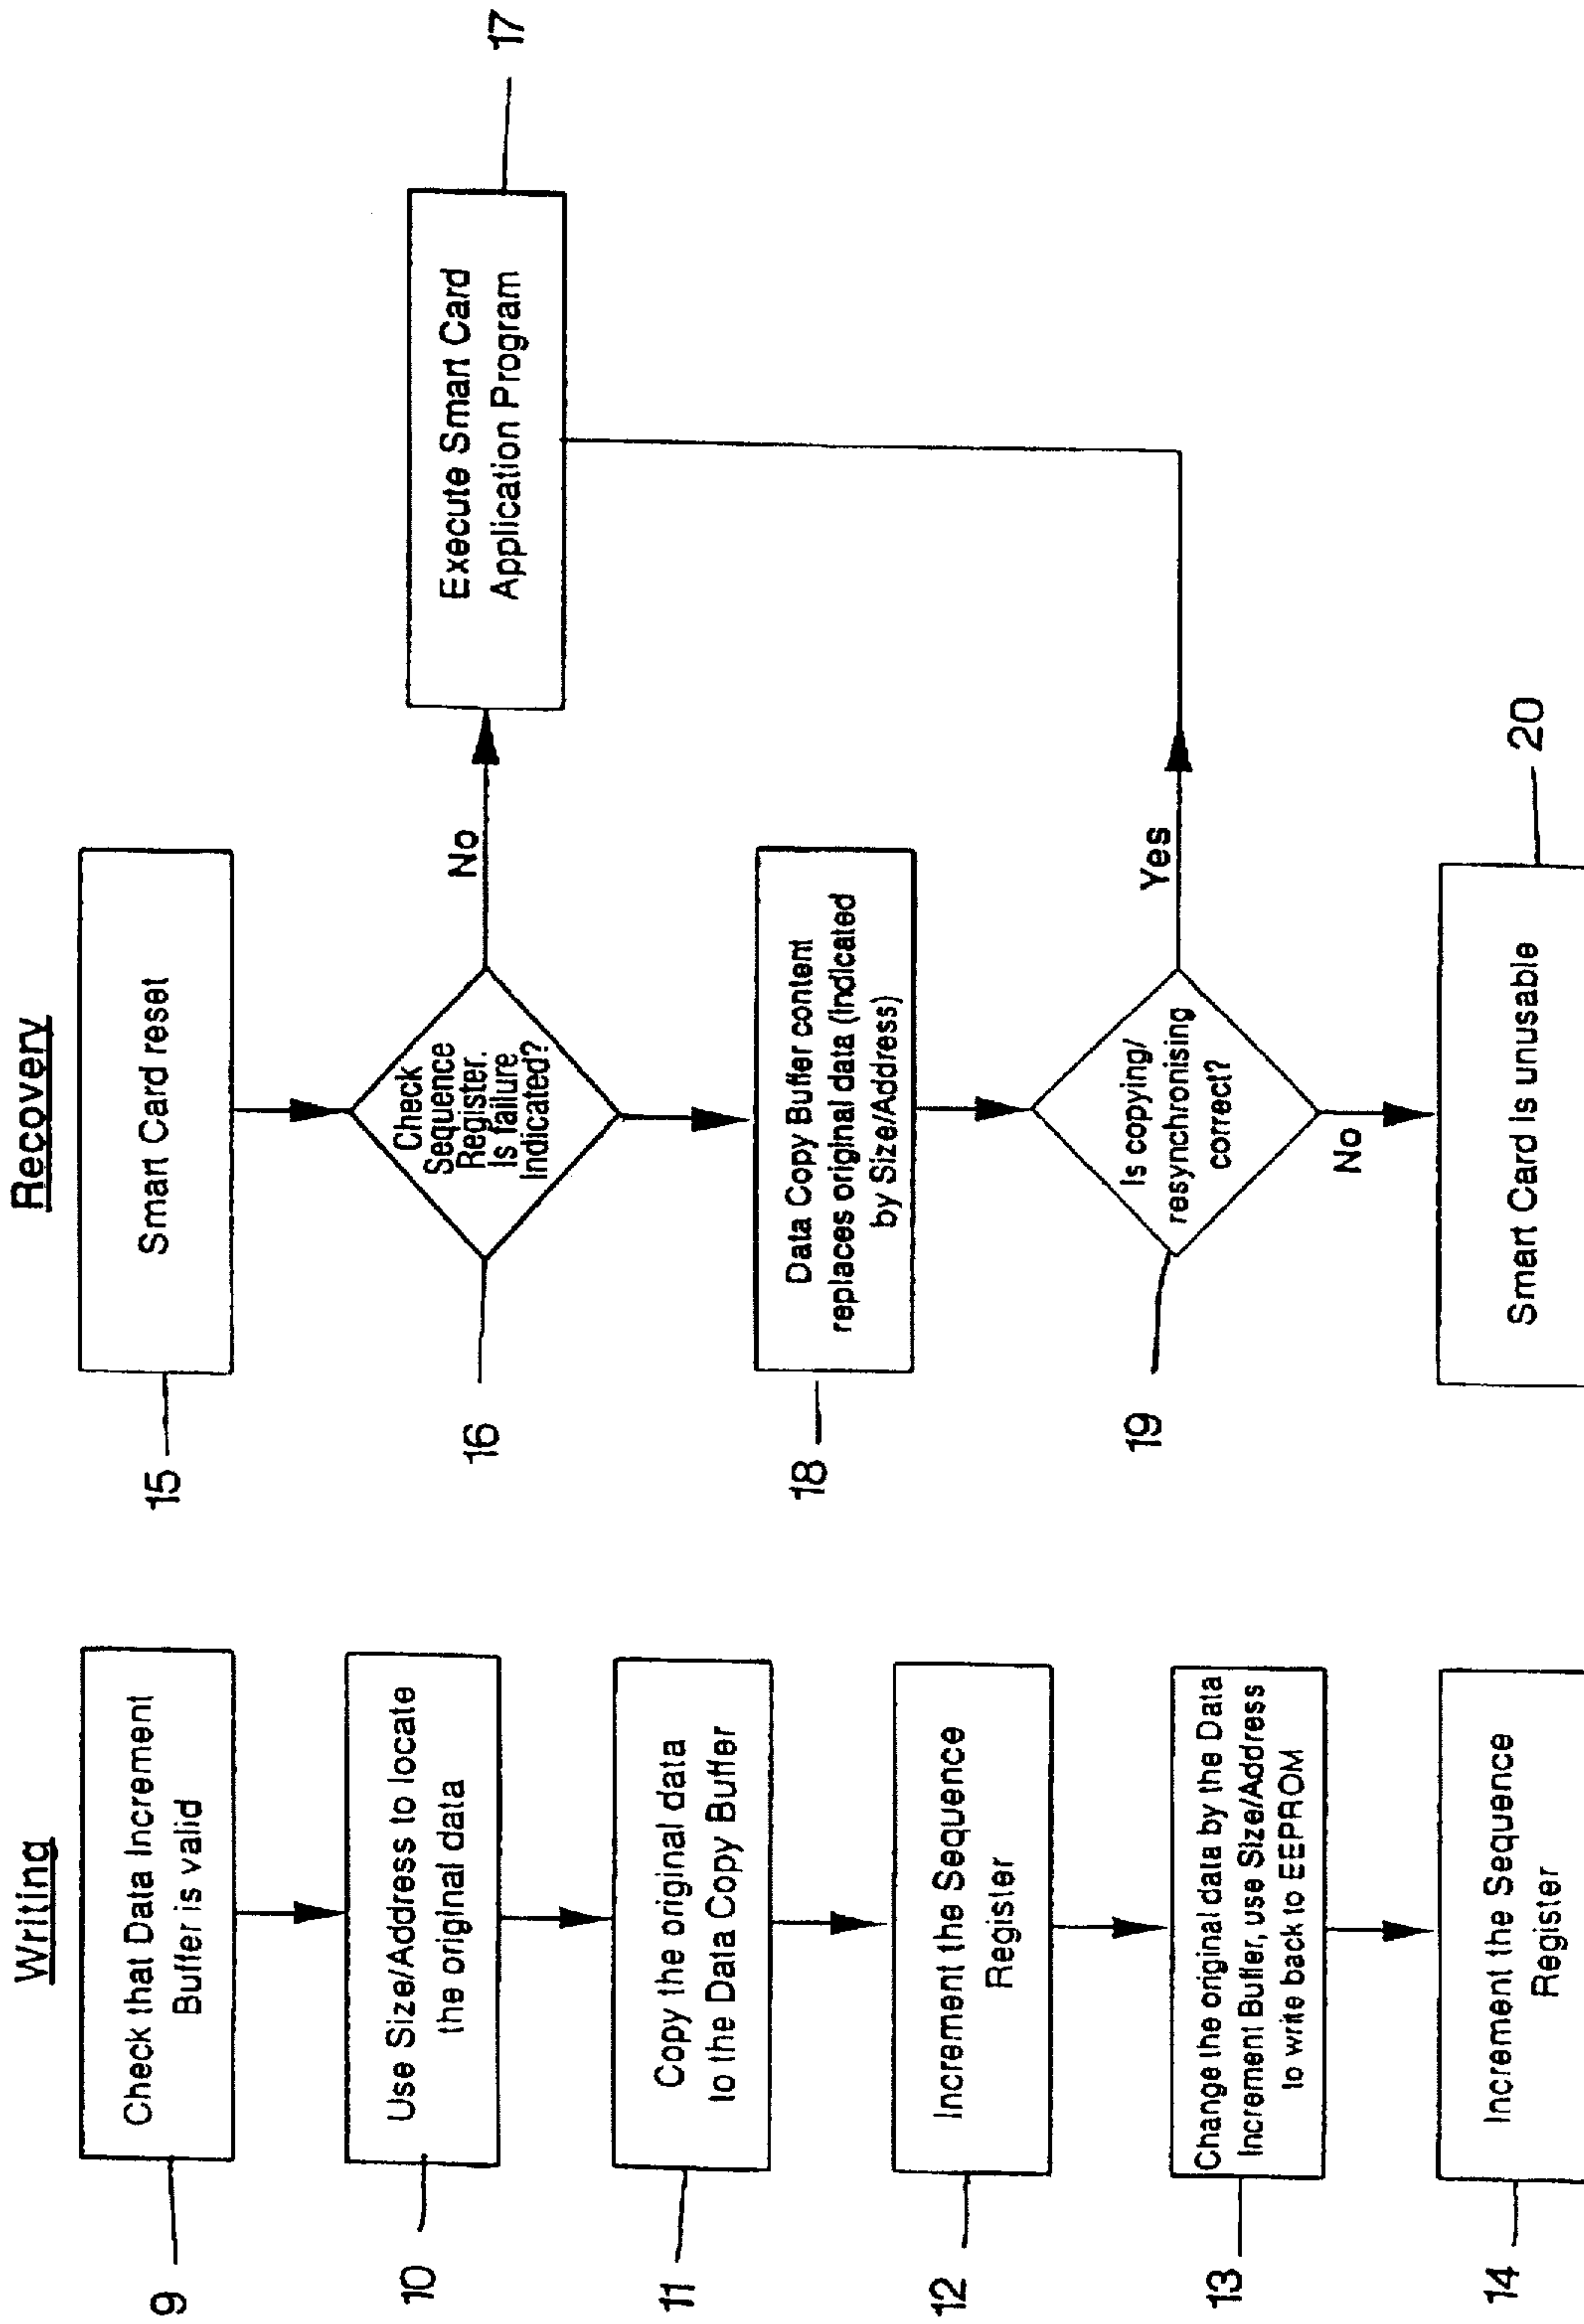 Writing
9
Check that Data Increment
Buffer is valid
10
Use Size/Address to locate
the original data
11
Copy the original data
to the Data Copy Buffer
12
Increment the Sequence
Register
13
Change the original data by the Data
Increment Buffer, use Size/Address
to write back to EEPROM
14
Increment the Sequence
Register
Recovery
15
Smart Card reset
16
Check
Sequence
Register.
Is failure
Indicated?
No
17
Execute Smart Card
Application Program
18
Data Copy Buffer content
replaces original data (indicated
by Size/Address)
19
Is copying/
resynchronising
correct?
Yes
No
20
Smart Card is unusable